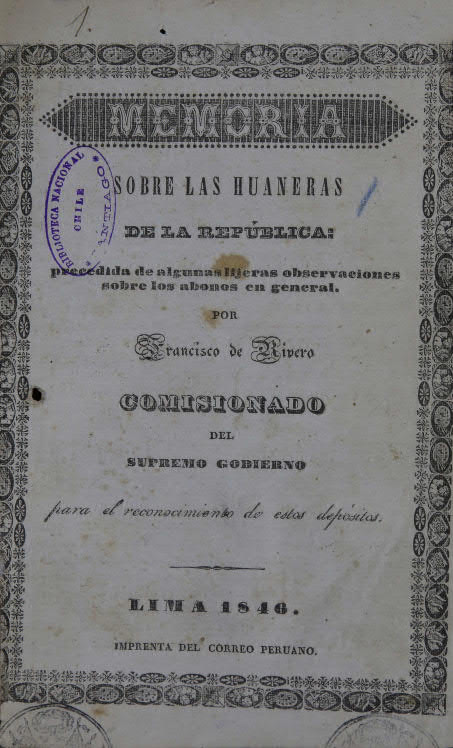 1.
MEMORIA
SOBRE LAS HUANERAS
DE LA REPÚBLICA:
precedida de algunas lijeras observaciones
sobre los abonos en general.
POR
Francisco de Rivero
COMISIONADO
DEL
SUPREMO GOBIERNO
para el reconocimiento de estos depósitos.
LIMA 1846.
IMPRENTA DEL CORREO PERUANO.
BIBLIOTECA NACIONAL
CHILE
SANTIAGO